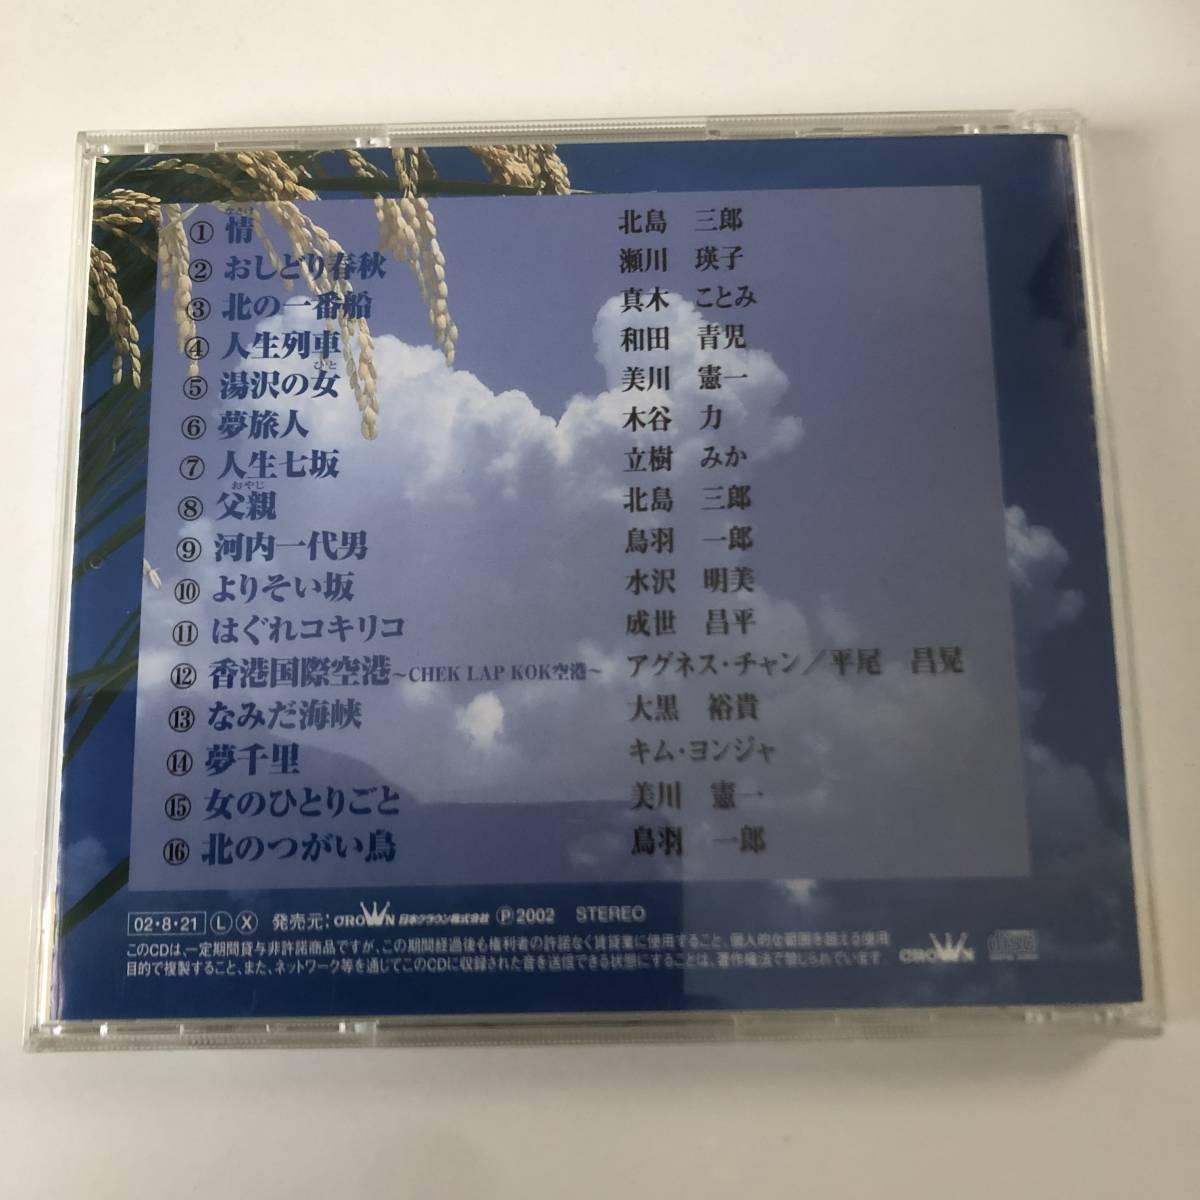 ① 情 なさけ 北島 三郎
② おしどり春秋 瀬川 瑛子
③ 北の一番船 真木 ことみ
④ 人生列車 和田 青児
⑤ 湯沢の女 ひと 美川 憲一
⑥ 夢旅人 木谷 力
⑦ 人生七坂 立樹 みか
⑧ 父親 おやじ 北島 三郎
⑨ 河内一代男 鳥羽 一郎
⑩ よりそい坂 水沢 明美
⑪ はぐれコキリコ 成世 昌平
⑫ 香港国際空港~CHEK LAP KOK空港~ アグネス・チャン/平尾 昌晃
⑬ なみだ海峡 大黒 裕貴
⑭ 夢千里 キム・ヨンジャ
⑮ 女のひとりごと 美川 憲一
⑯ 北のつがい鳥 鳥羽 一郎
02・8・21 Ⓛ Ⓧ 発売元: CROWN 日本クラウン株式会社 Ⓟ2002 STEREO
このCDは、一定期間貸与非許諾商品ですが、この期間経過後も権利者の許諾なく賃貸業に使用すること、個人的な範囲を超える使用
目的で複製すること、また、ネットワーク等を通じてこのCDに収録された音を送信できる状態にすることは、著作権法で禁じられています。 CROWN disc